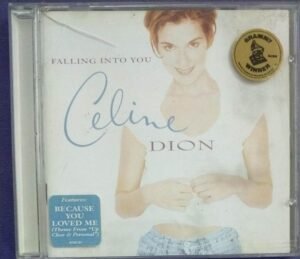 FALLING INTO YOU
GRAMMY
WINNER
Celine
DION
Features:
BECAUSE
YOU
LOVED ME
(Theme From "Up
Close & Personal")